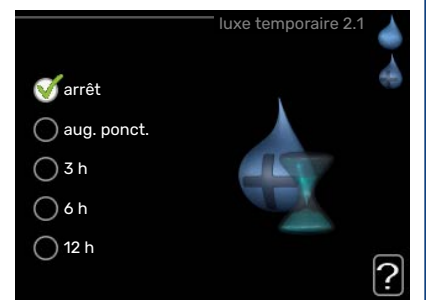 luxe temporaire 2.1
arrêt
aug. ponct.
3 h
6 h
12 h
?